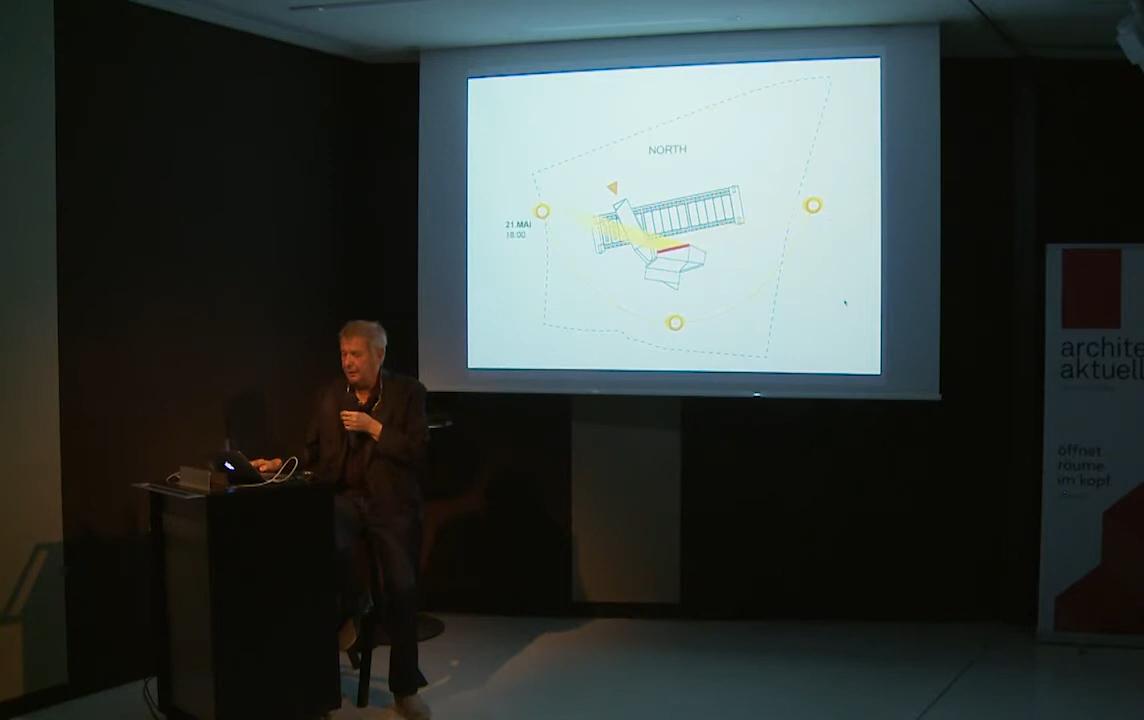 NORTH
21.MAI
18:00
archite
aktuell
öffnet
räume
im kopf